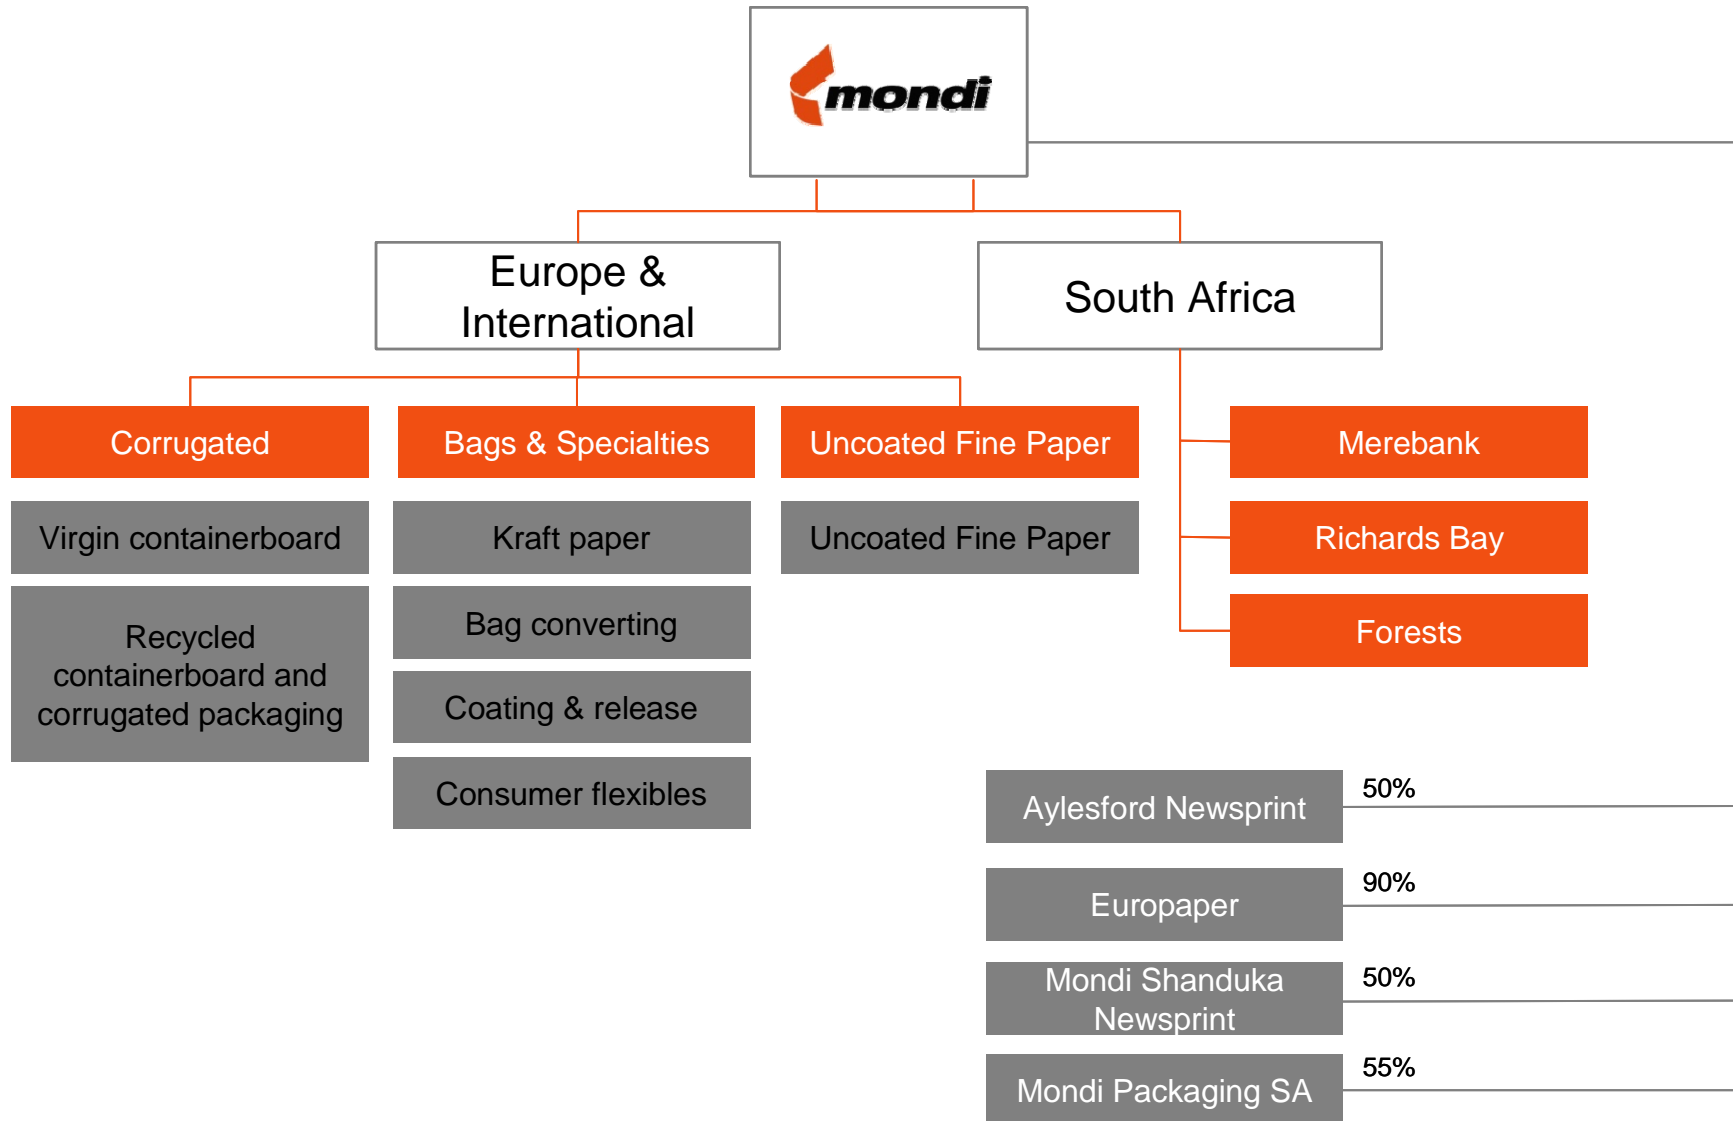 mondi
Europe &
International
South Africa
Corrugated
Bags & Specialties
Uncoated Fine Paper
Merebank
Virgin containerboard
Kraft paper
Uncoated Fine Paper
Richards Bay
Recycled
containerboard and
corrugated packaging
Bag converting
Forests
Coating & release
Consumer flexibles
Aylesford Newsprint
50%
Europaper
90%
Mondi Shanduka
Newsprint
50%
Mondi Packaging SA
55%